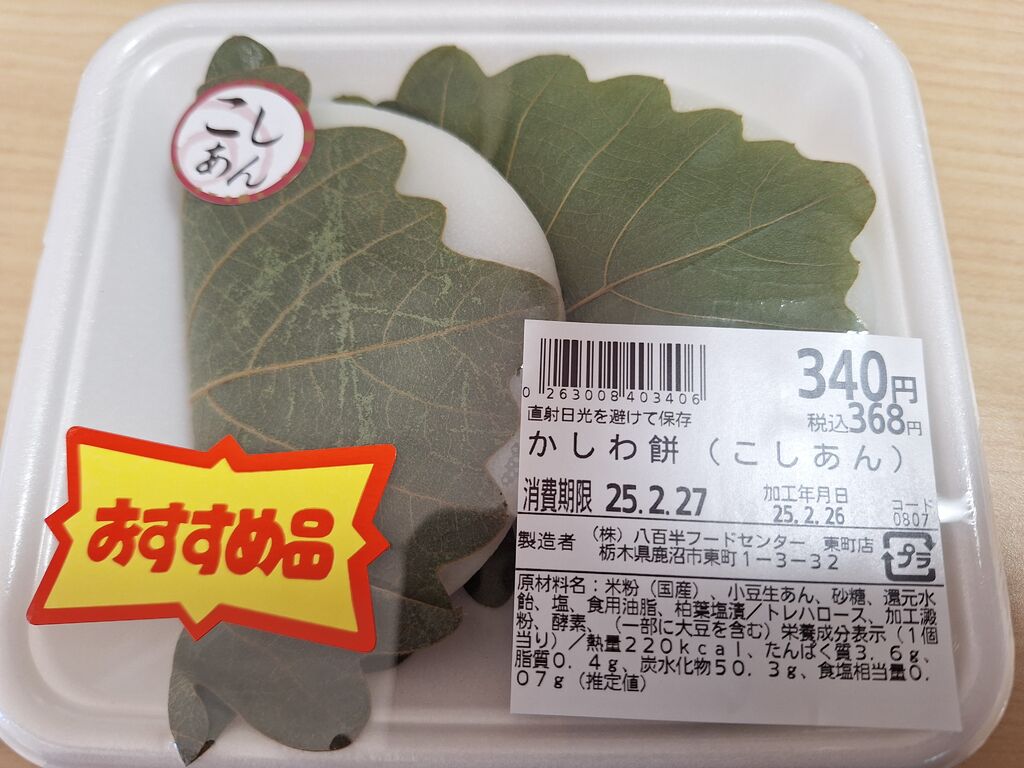 こし
あん
おすすめ品
340円
税込368円
0 263008 403406
直射日光を避けて保存
かしわ餅（こしあん）
消費期限 25.2.27
加工年月日
25.2.26
コード
0807
製造者 （株）八百半フードセンター 東町店
栃木県鹿沼市東町1－3－32
プラ
原材料名：米粉（国産）、小豆生あん、砂糖、還元水
飴、塩、食用油脂、柏葉塩漬／トレハロース、加工澱
粉、酵素、（一部に大豆を含む）栄養成分表示（1個
当り）／熱量220kcal、たんぱく質3．6g、
脂質0．4g、炭水化物50．3g、食塩相当量0．
07g（推定値）